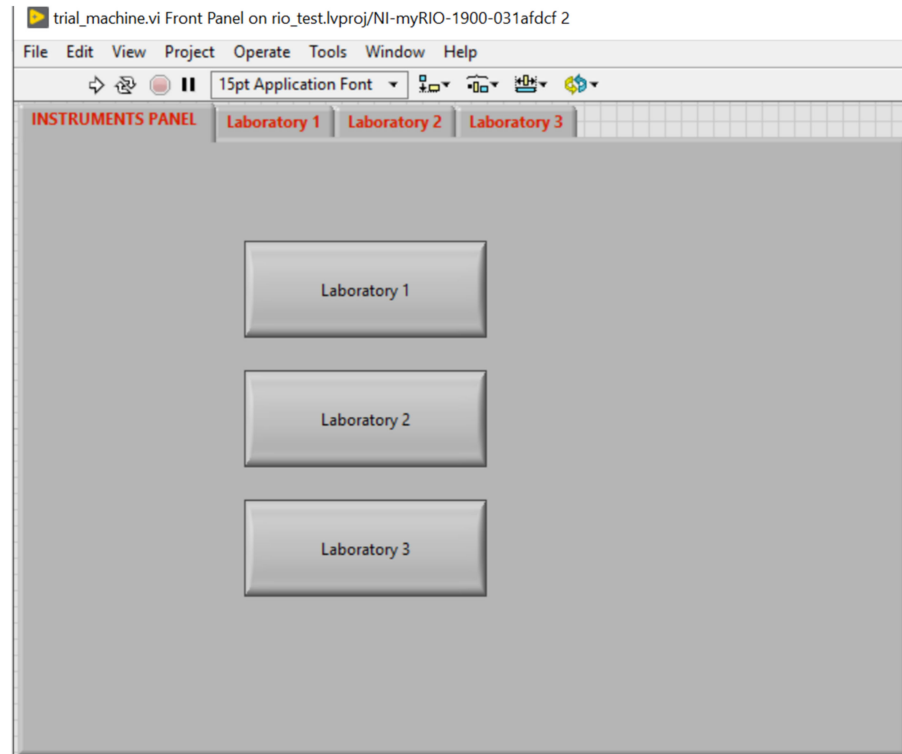 trial_machine.vi Front Panel on rio_test.lvproj/NI-myRIO-1900-031afdcf 2
File Edit View Project Operate Tools Window Help
15pt Application Font
INSTRUMENTS PANEL Laboratory 1 Laboratory 2 Laboratory 3
Laboratory 1
Laboratory 2
Laboratory 3